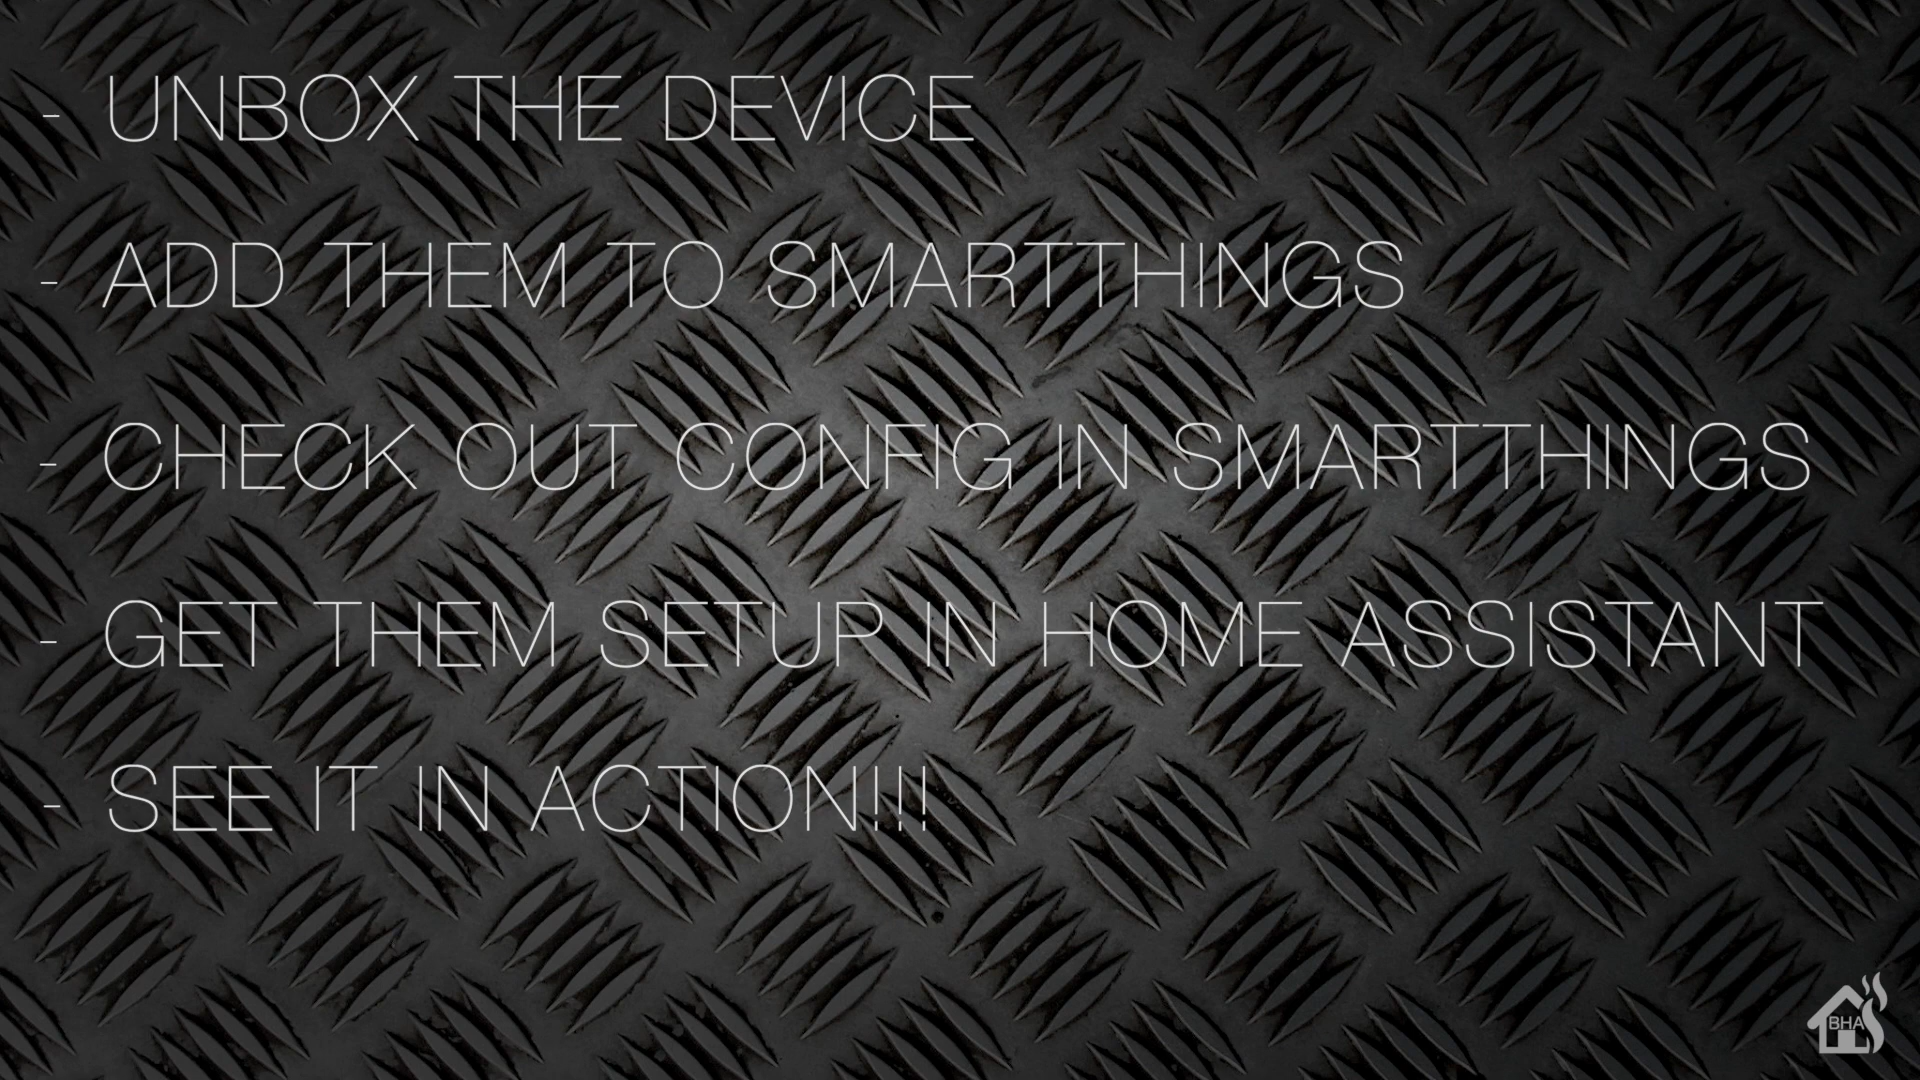 - UNBOX THE DEVICE
- ADD THEM TO SMARTTHINGS
- CHECK OUT CONFIG IN SMARTTHINGS
- GET THEM SETUP IN HOME ASSISTANT
- SEE IT IN ACTION!!!
BHA